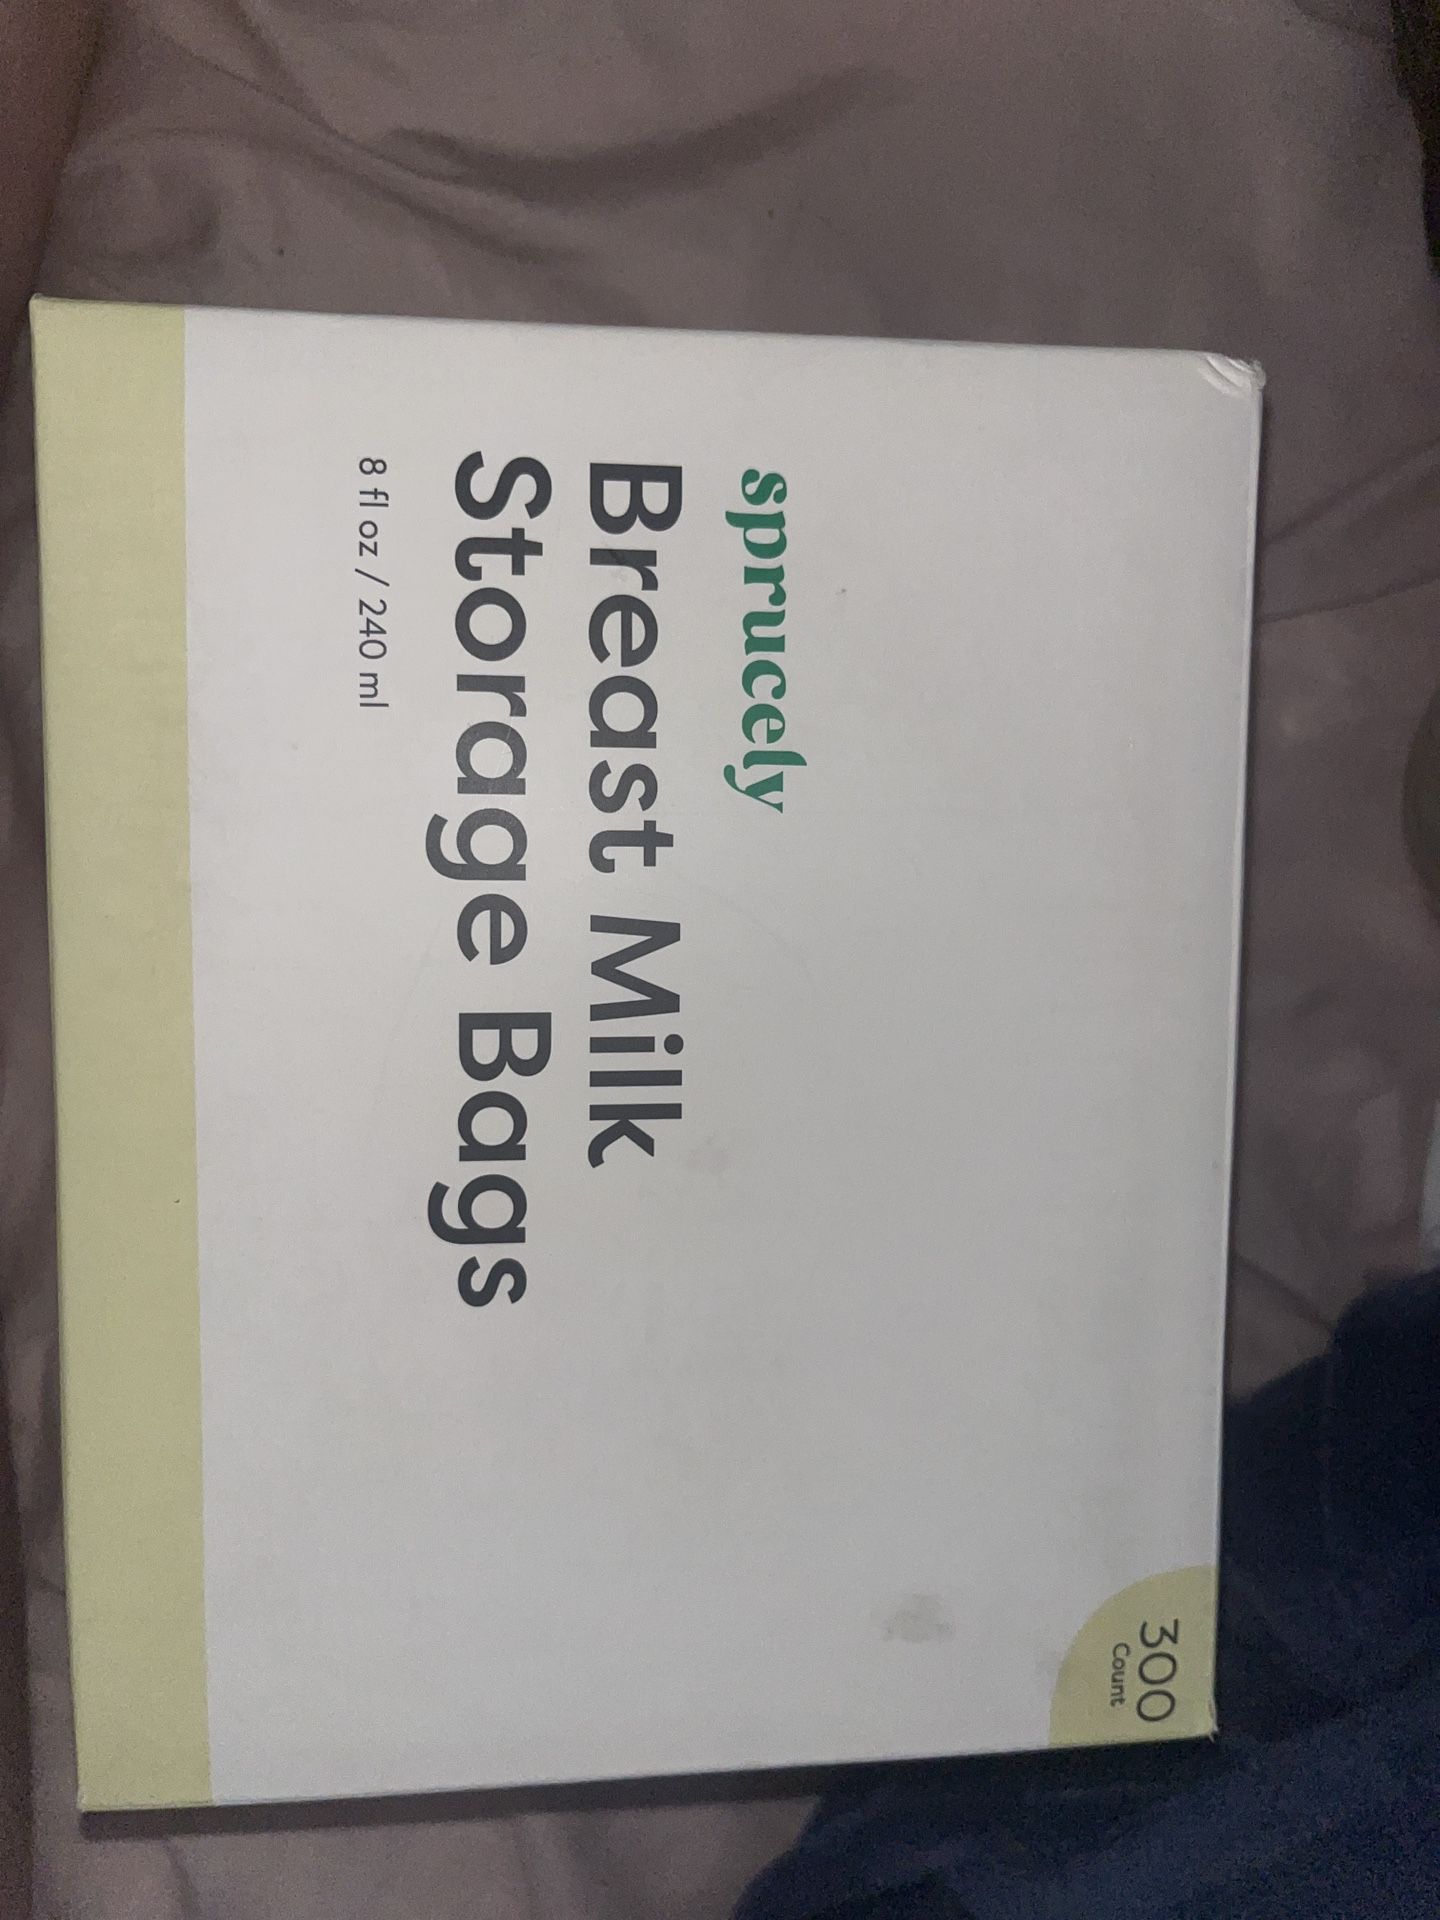 300
Count
sprucely
Breast Milk
Storage Bags
8 fl oz / 240 ml